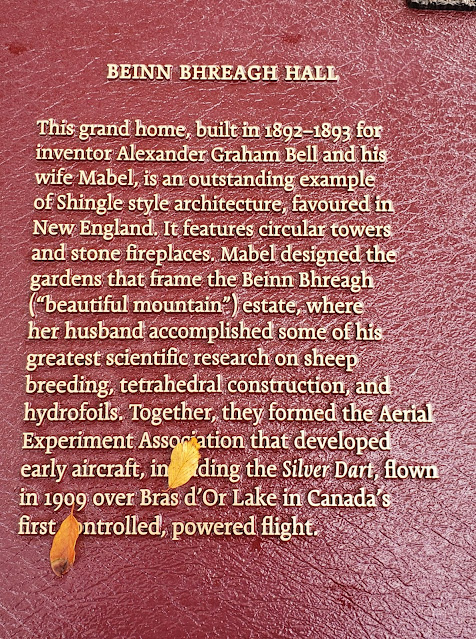 BEINN BHREAGH HALL
This grand home, built in 1892–1893 for
inventor Alexander Graham Bell and his
wife Mabel, is an outstanding example
of Shingle style architecture, favoured in
New England. It features circular towers
and stone fireplaces. Mabel designed the
gardens that frame the Beinn Bhreagh
(“beautiful mountain”) estate, where
her husband accomplished some of his
greatest scientific research on sheep
breeding, tetrahedral construction, and
hydrofoils. Together, they formed the Aerial
Experiment Association that developed
early aircraft, including the Silver Dart, flown
in 1909 over Bras d’Or Lake in Canada’s
first controlled, powered flight.